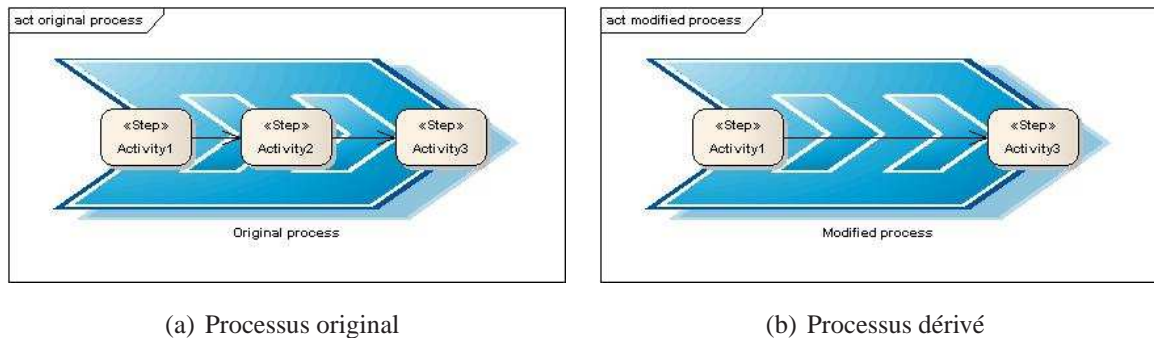 act original process
«Step»
Activity1
«Step»
Activity2
«Step»
Activity3
Original process
(a) Processus original
act modified process
«Step»
Activity1
«Step»
Activity3
Modified process
(b) Processus dérivé